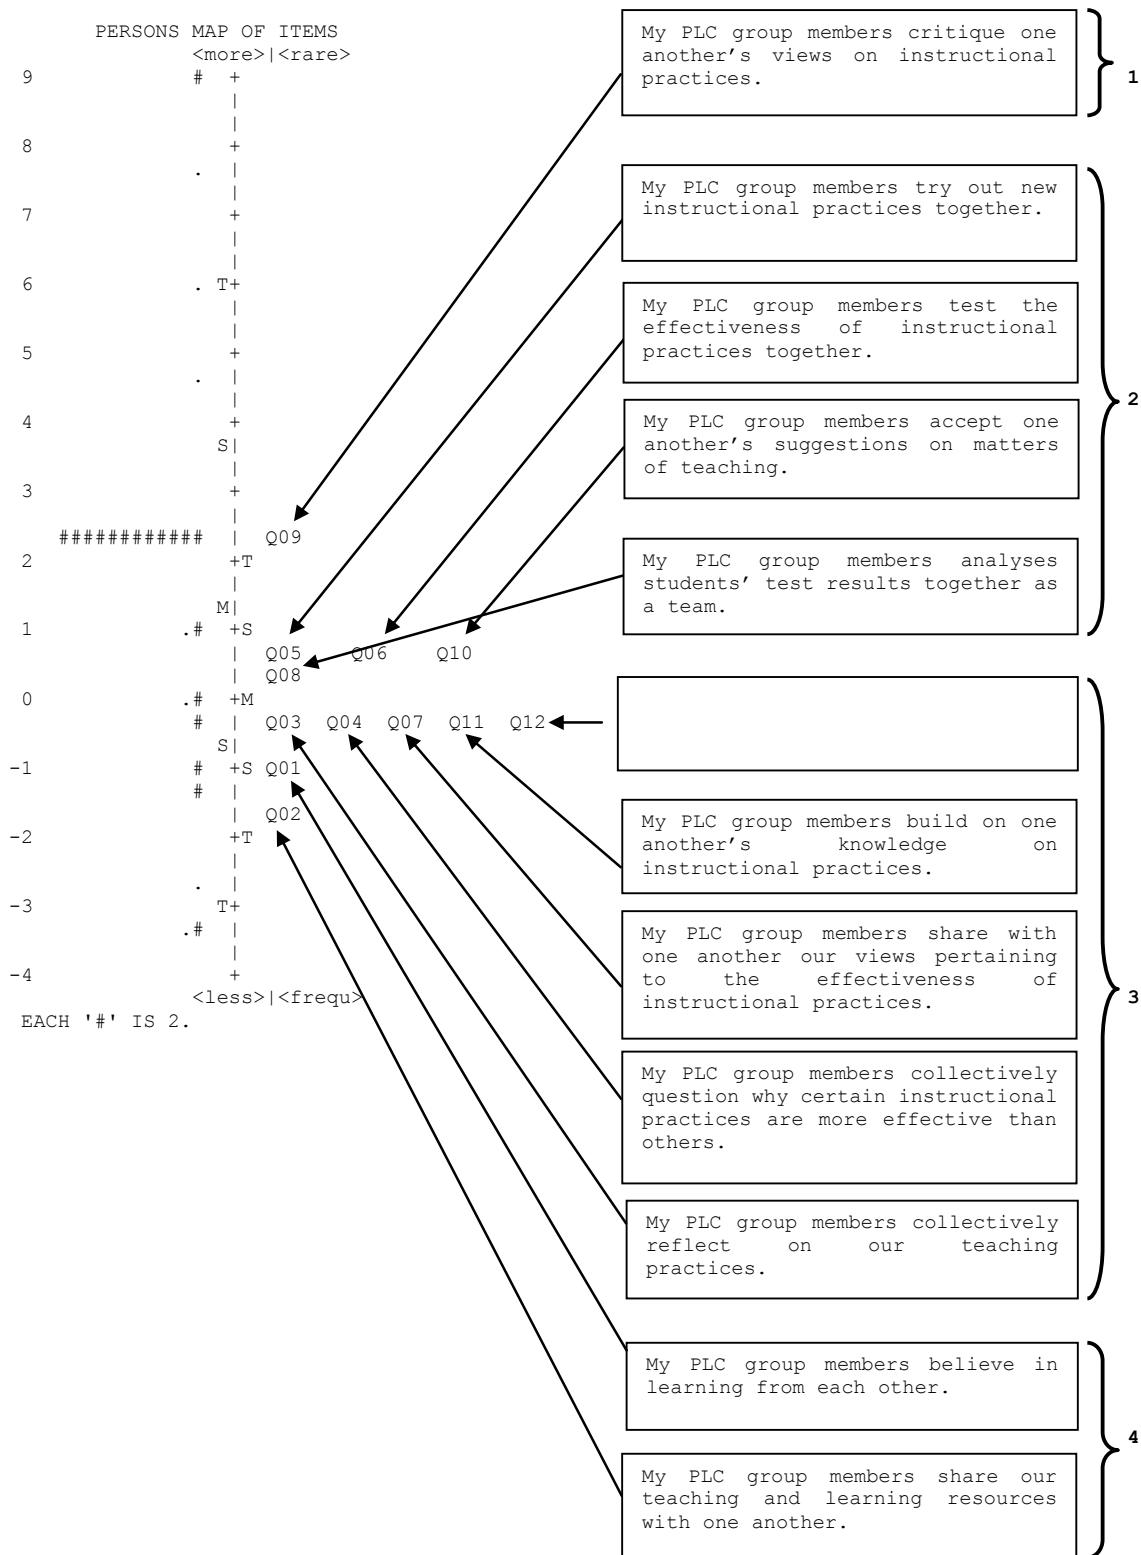 PERSONS MAP OF ITEMS
<more>|<rare>
9 # +
|
|
8 +
. |
|
7 +
|
|
6 . T+
|
|
5 +
. |
|
4 +
S|
|
3 +
|
############ | Q09
2 +T
|
M|
1 .# +S
| Q05 Q06 Q10
| Q08
0 .# +M
# | Q03 Q04 Q07 Q11 Q12
S|
-1 # +S Q01
# |
| Q02
-2 +T
|
. |
-3 T+
.# |
|
-4 +
<less>|<frequ>
EACH '#' IS 2.
My PLC group members critique one
another’s views on instructional
practices.
1
My PLC group members try out new
instructional practices together.
My PLC group members test the
effectiveness of instructional
practices together.
My PLC group members accept one
another’s suggestions on matters
of teaching.
My PLC group members analyses
students’ test results together as
a team.
2
My PLC group members build on one
another’s knowledge on
instructional practices.
My PLC group members share with
one another our views pertaining
to the effectiveness of
instructional practices.
My PLC group members collectively
question why certain instructional
practices are more effective than
others.
My PLC group members collectively
reflect on our teaching
practices.
3
My PLC group members believe in
learning from each other.
My PLC group members share our
teaching and learning resources
with one another.
4